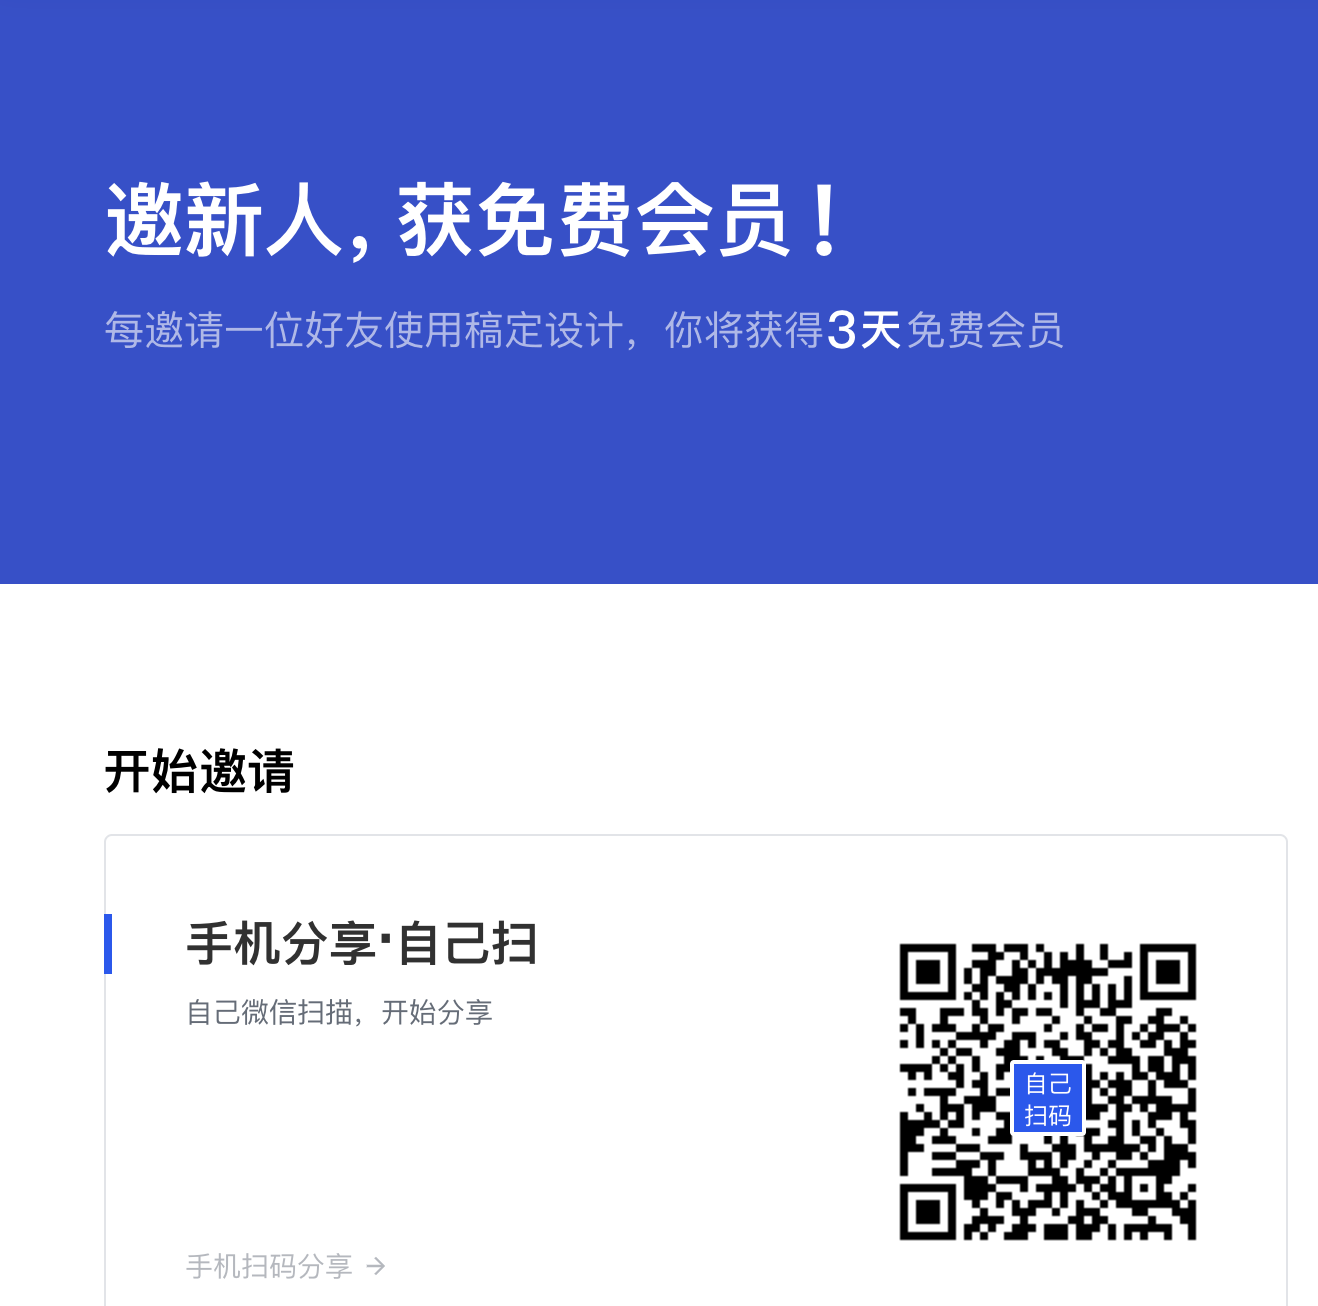 邀新人，获免费会员！
每邀请一位好友使用稿定设计，你将获得3天免费会员
开始邀请
手机分享·自己扫
自己微信扫描，开始分享
自己
扫码
手机扫码分享 →